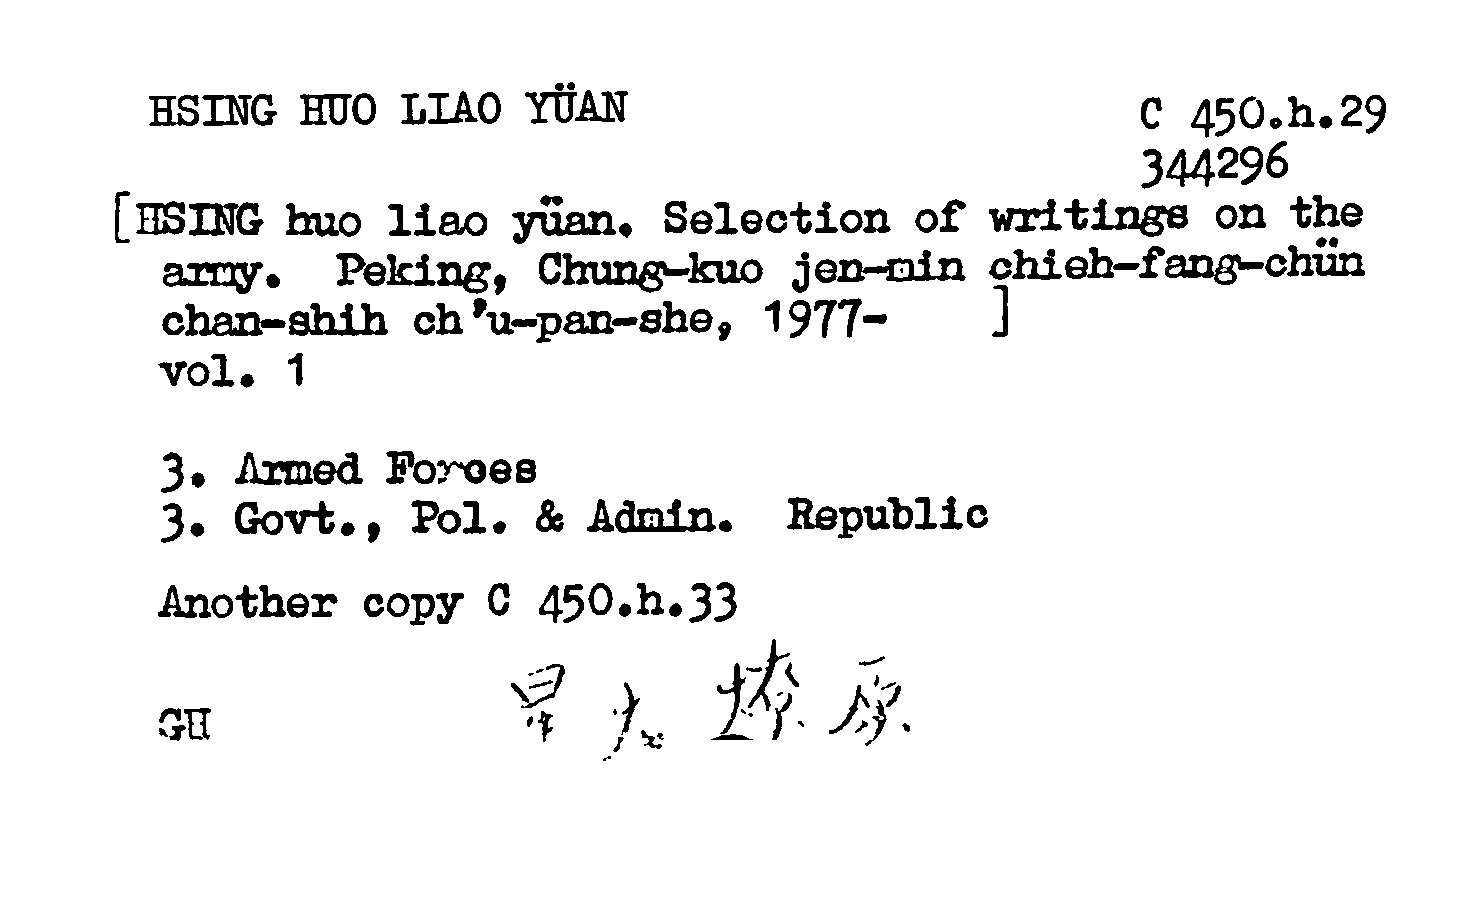 HSING HUO LIAO YÜAN
C 450.h.29
344296
[HSING huo liao yüan. Selection of writings on the
army. Peking, Chung-kuo jen-min chieh-fang-chün
chan-shih ch'u-pan-she, 1977- ]
vol. 1
3. Armed Forces
3. Govt., Pol. & Admin. Republic
Another copy C 450.h.33
GH
星火燎原